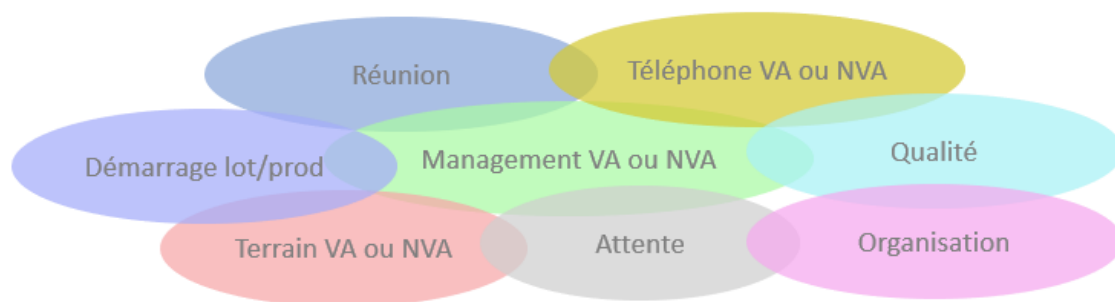 Réunion
Téléphone VA ou NVA
Démarrage lot/prod
Management VA ou NVA
Qualité
Terrain VA ou NVA
Attente
Organisation